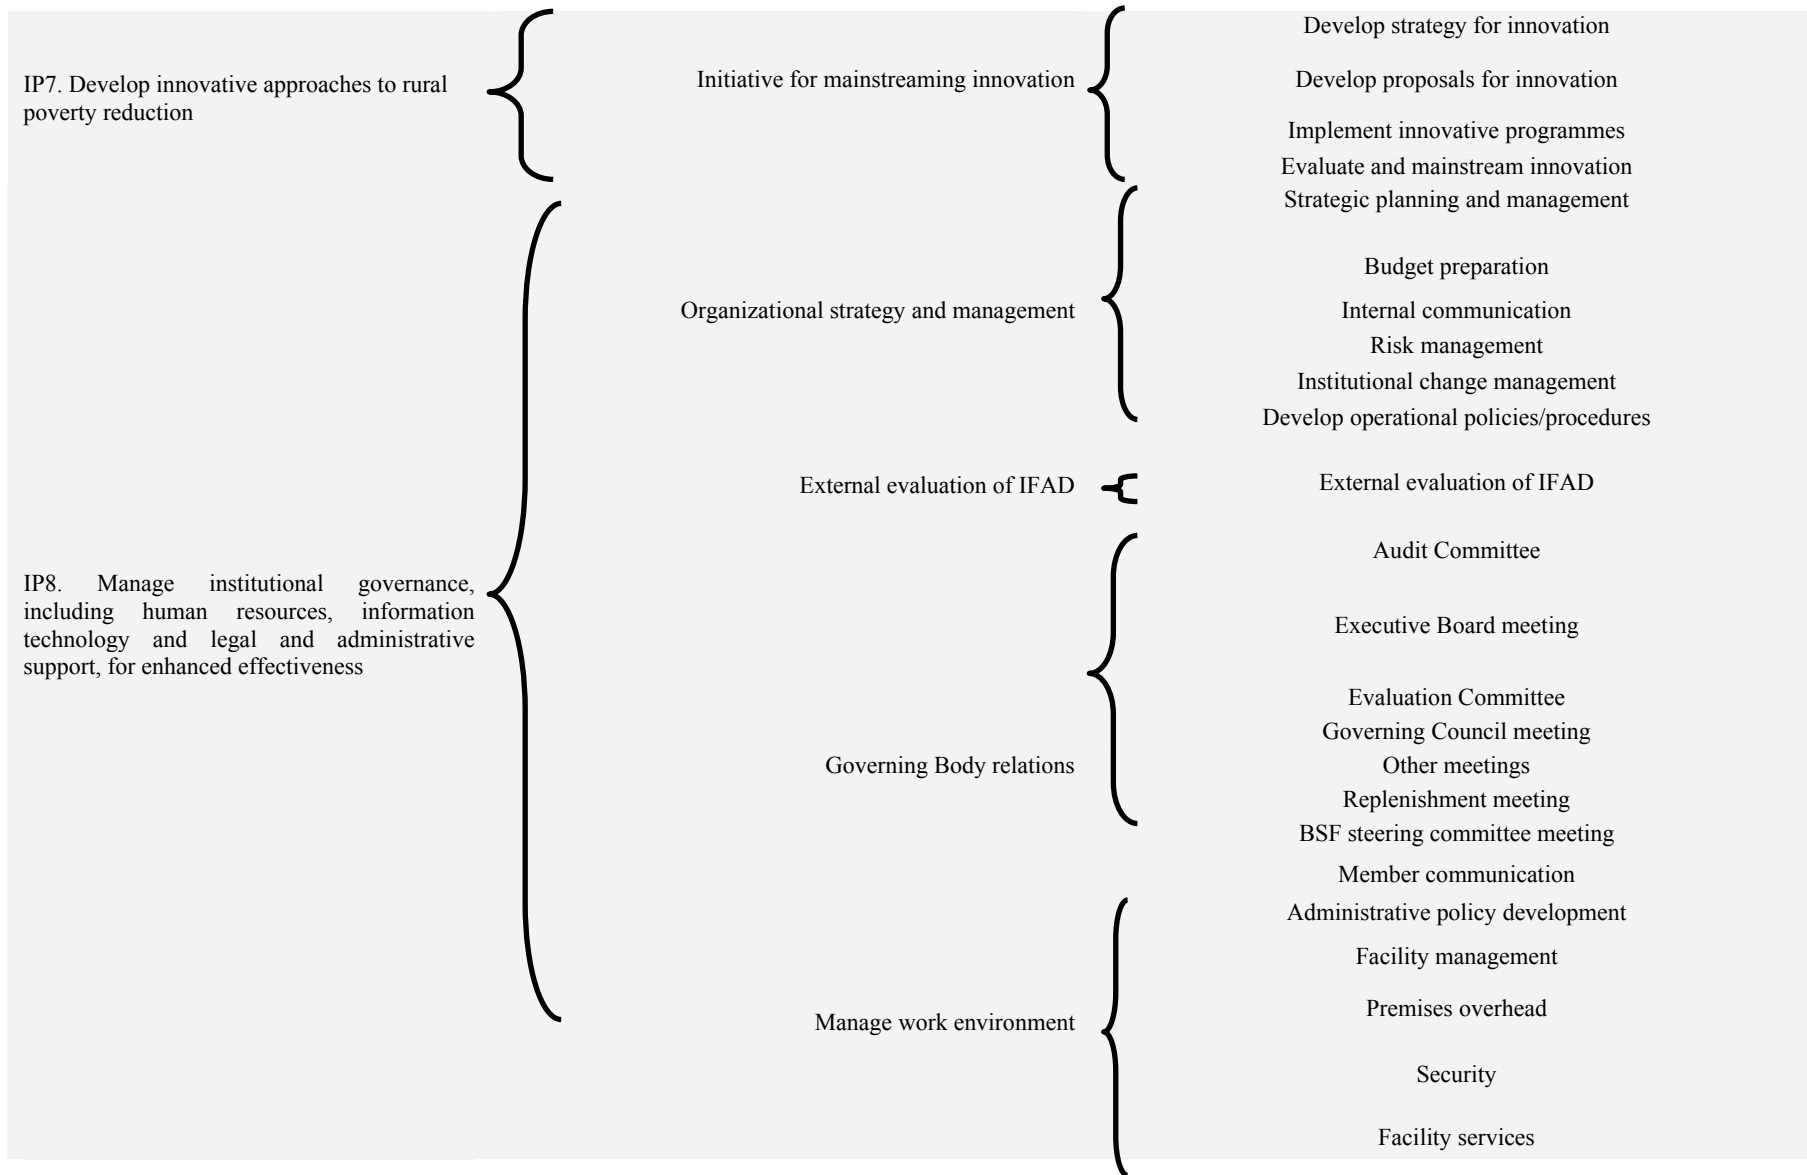 IP7. Develop innovative approaches to rural
poverty reduction
Initiative for mainstreaming innovation
Develop strategy for innovation
Develop proposals for innovation
Implement innovative programmes
Evaluate and mainstream innovation
IP8. Manage institutional governance,
including human resources, information
technology and legal and administrative
support, for enhanced effectiveness
Organizational strategy and management
Strategic planning and management
Budget preparation
Internal communication
Risk management
Institutional change management
Develop operational policies/procedures
External evaluation of IFAD
External evaluation of IFAD
Governing Body relations
Audit Committee
Executive Board meeting
Evaluation Committee
Governing Council meeting
Other meetings
Replenishment meeting
BSF steering committee meeting
Member communication
Manage work environment
Administrative policy development
Facility management
Premises overhead
Security
Facility services